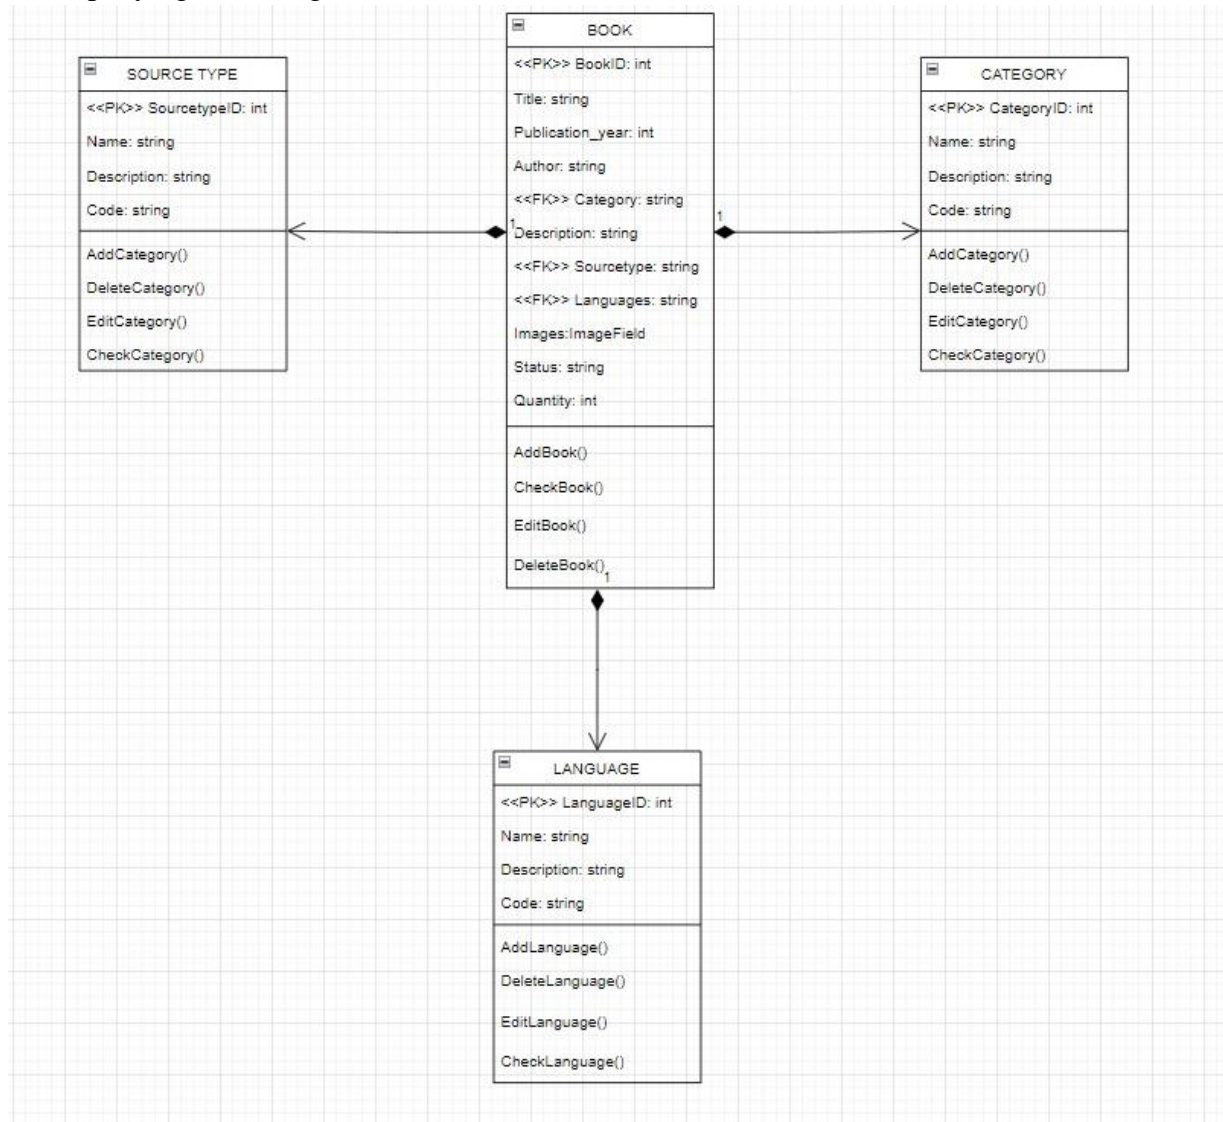 BOOK
<<PK>> BookID: int
Title: string
Publication_year: int
Author: string
<<FK>> Category: string
Description: string
<<FK>> Sourcetype: string
<<FK>> Languages: string
Images:ImageField
Status: string
Quantity: int
AddBook()
CheckBook()
EditBook()
DeleteBook()
1
1
1
SOURCE TYPE
<<PK>> SourcetypeID: int
Name: string
Description: string
Code: string
AddCategory()
DeleteCategory()
EditCategory()
CheckCategory()
CATEGORY
<<PK>> CategoryID: int
Name: string
Description: string
Code: string
AddCategory()
DeleteCategory()
EditCategory()
CheckCategory()
LANGUAGE
<<PK>> LanguageID: int
Name: string
Description: string
Code: string
AddLanguage()
DeleteLanguage()
EditLanguage()
CheckLanguage()